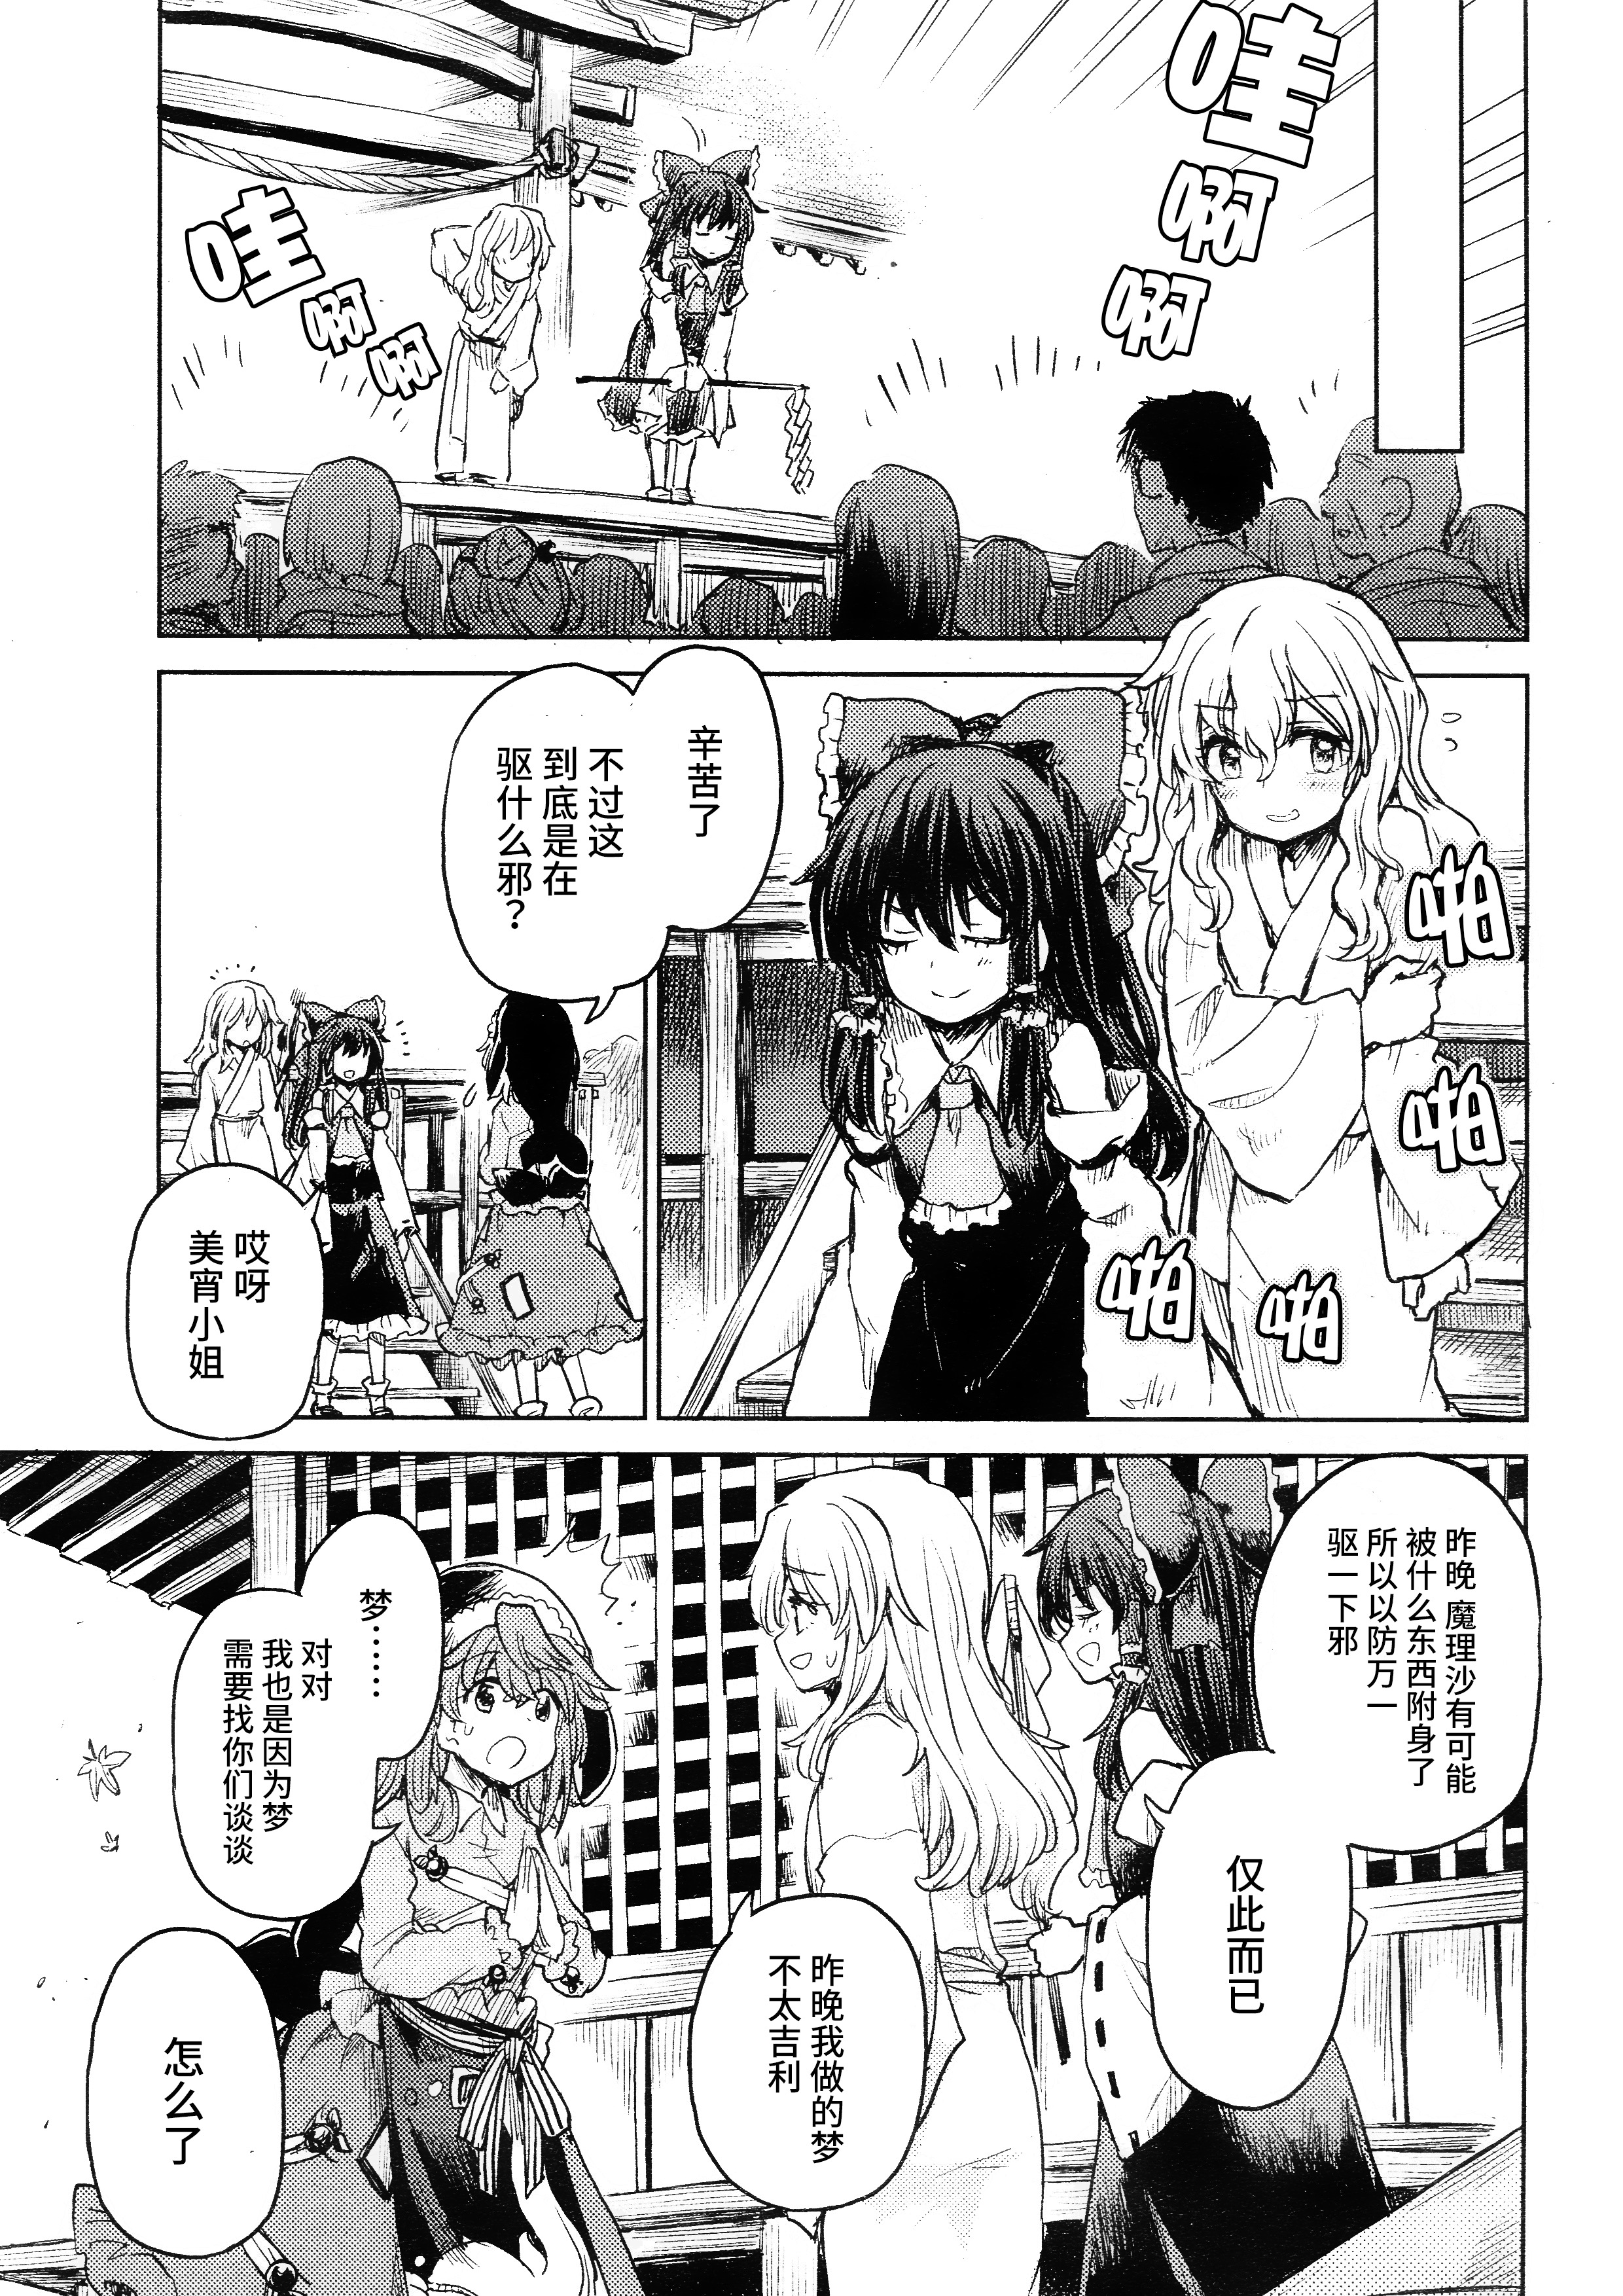 哇
啊
啊
哇
啊
啊
啪
啪
啪
啪
辛苦了
不过这
到底是在
驱什么邪？
哎呀
美宵小姐
昨晚 魔理沙有可能
被什么东西附身了
所以以防万一
驱一下邪
仅此而已
昨晚我做的梦
不太吉利
梦……
对对
我也是因为梦
需要找你们谈谈
怎么了